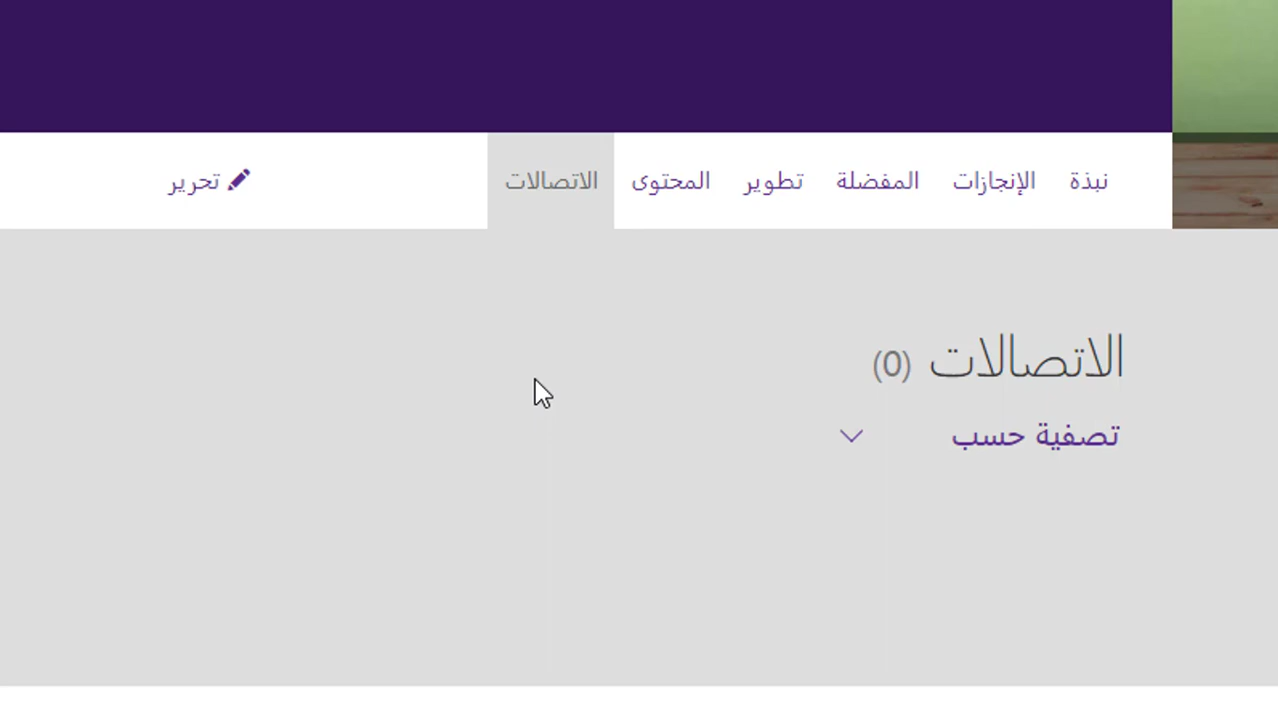 نبذة الإنجازات المفضلة تطوير المحتوى الاتصالات تحرير
الاتصالات (0)
تصفية حسب